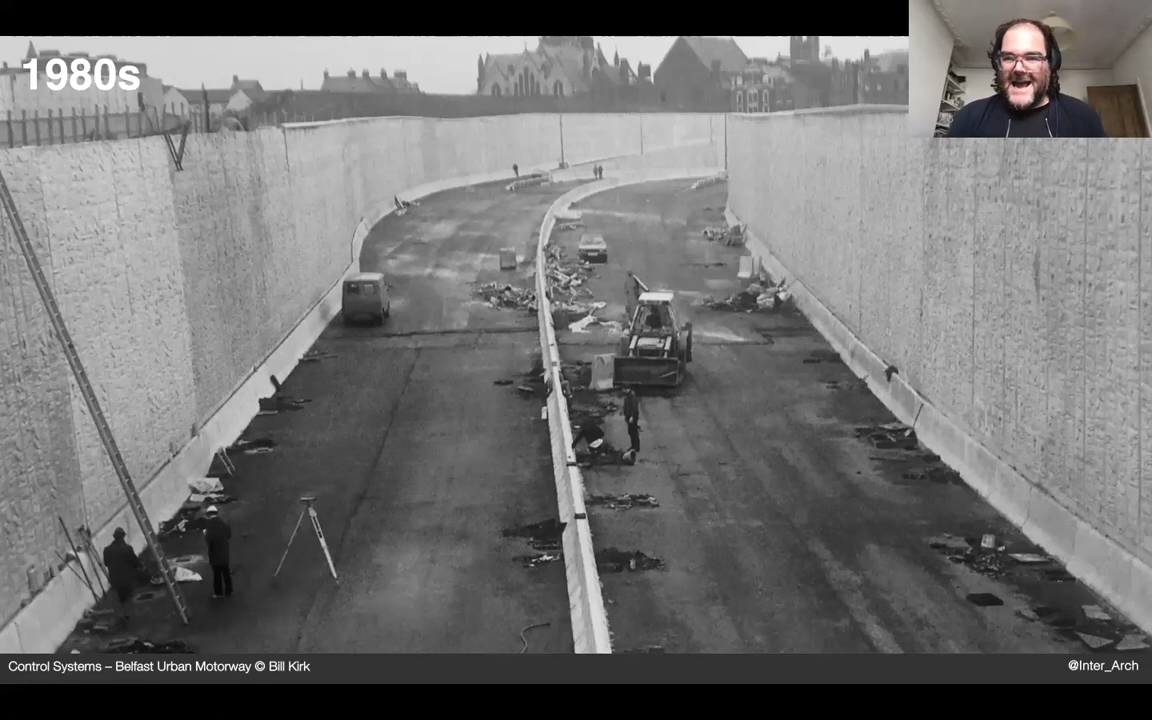 1980s
Control Systems – Belfast Urban Motorway © Bill Kirk
@Inter_Arch